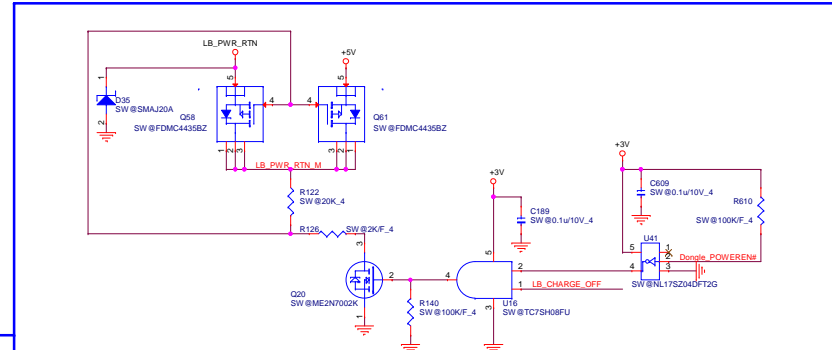 LB_PWR_RTN
+5V
1
5
5
D35
SW@SMAJ20A
2
4
4
Q58
SW@FDMC4435BZ
Q61
SW@FDMC4435BZ
1
2
3
3
2
1
LB_PWR_RTN_M
+3V
+3V
R122
SW@20K_4
C189
SW@0.1u/10V_4
C609
SW@0.1u/10V_4
R610
SW@100K/F_4
R126
SW@2K/F_4
U41
5
1
2
3
4
Dongle_POWEREN#
SW@NL17SZ04DFT2G
3
2
1
Q20
SW@ME2N7002K
4
5
2
1
3
LB_CHARGE_OFF
R140
SW@100K/F_4
U16
SW@TC7SH08FU